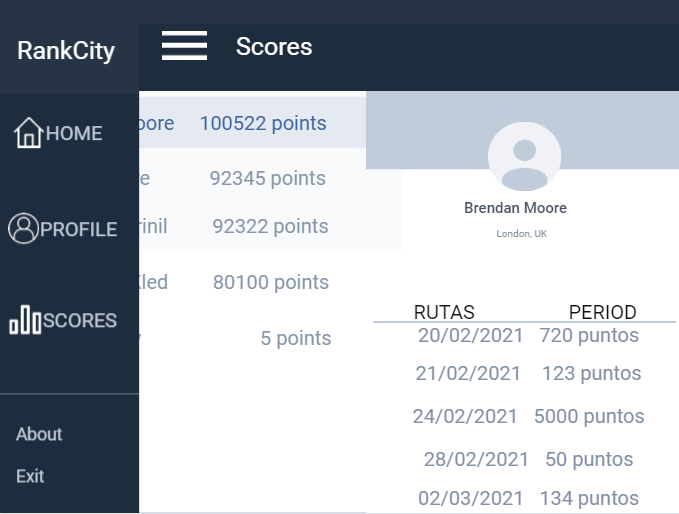 RankCity
Scores
HOME
PROFILE
SCORES
About
Exit
oore 100522 points
re 92345 points
rinil 92322 points
Kled 80100 points
5 points
Brendan Moore
London, UK
RUTAS PERIOD
20/02/2021 720 puntos
21/02/2021 123 puntos
24/02/2021 5000 puntos
28/02/2021 50 puntos
02/03/2021 134 puntos